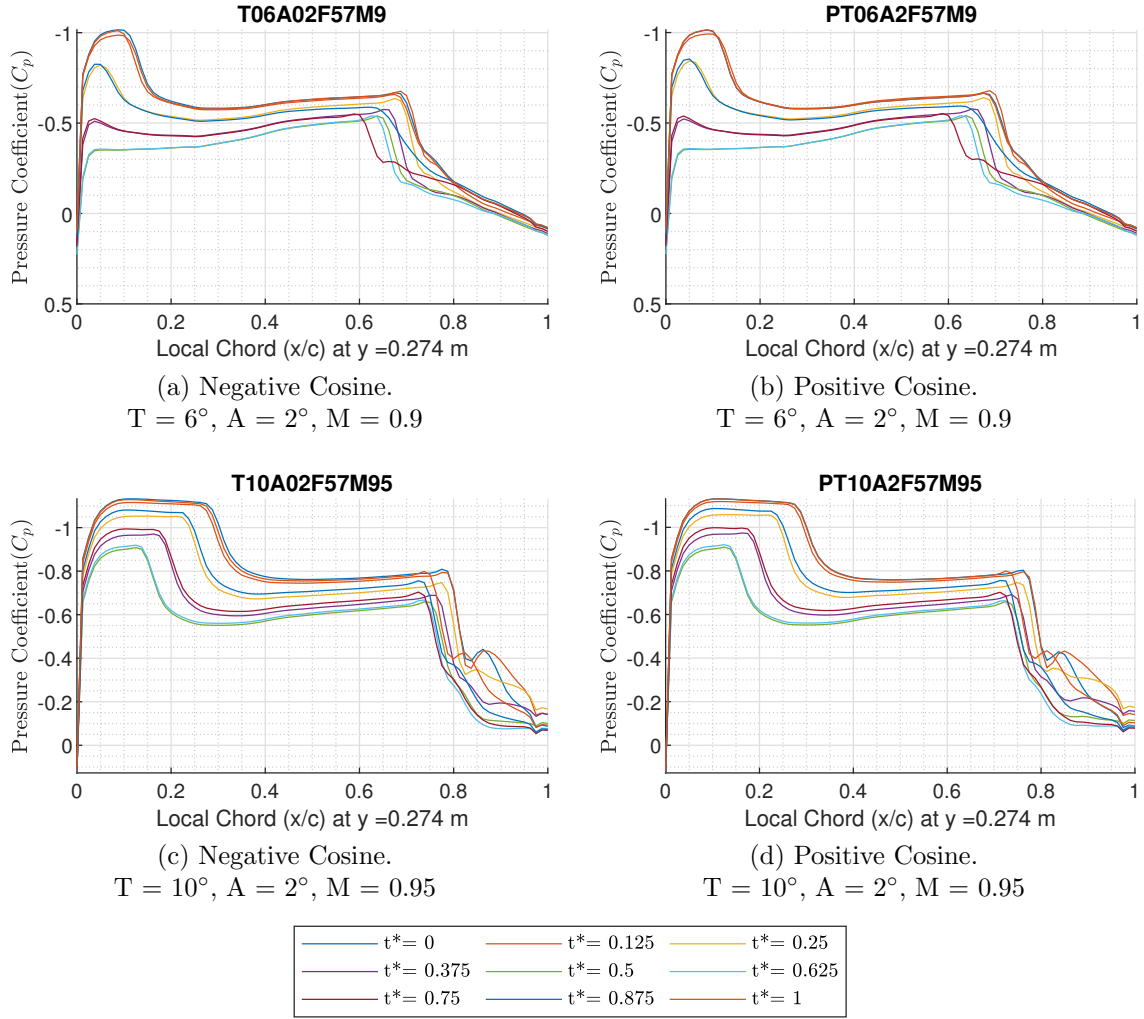 T06A02F57M9
PT06A2F57M9
Pressure Coefficient(C_p)
-1
-0.5
0
0.5
0 0.2 0.4 0.6 0.8 1
Local Chord (x/c) at y =0.274 m
(a) Negative Cosine.
T = 6°, A = 2°, M = 0.9
Pressure Coefficient(C_p)
-1
-0.5
0
0.5
0 0.2 0.4 0.6 0.8 1
Local Chord (x/c) at y =0.274 m
(b) Positive Cosine.
T = 6°, A = 2°, M = 0.9
T10A02F57M95
PT10A2F57M95
Pressure Coefficient(C_p)
-1
-0.8
-0.6
-0.4
-0.2
0
0 0.2 0.4 0.6 0.8 1
Local Chord (x/c) at y =0.274 m
(c) Negative Cosine.
T = 10°, A = 2°, M = 0.95
Pressure Coefficient(C_p)
-1
-0.8
-0.6
-0.4
-0.2
0
0 0.2 0.4 0.6 0.8 1
Local Chord (x/c) at y =0.274 m
(d) Positive Cosine.
T = 10°, A = 2°, M = 0.95
t*= 0 t*= 0.125 t*= 0.25
t*= 0.375 t*= 0.5 t*= 0.625
t*= 0.75 t*= 0.875 t*= 1